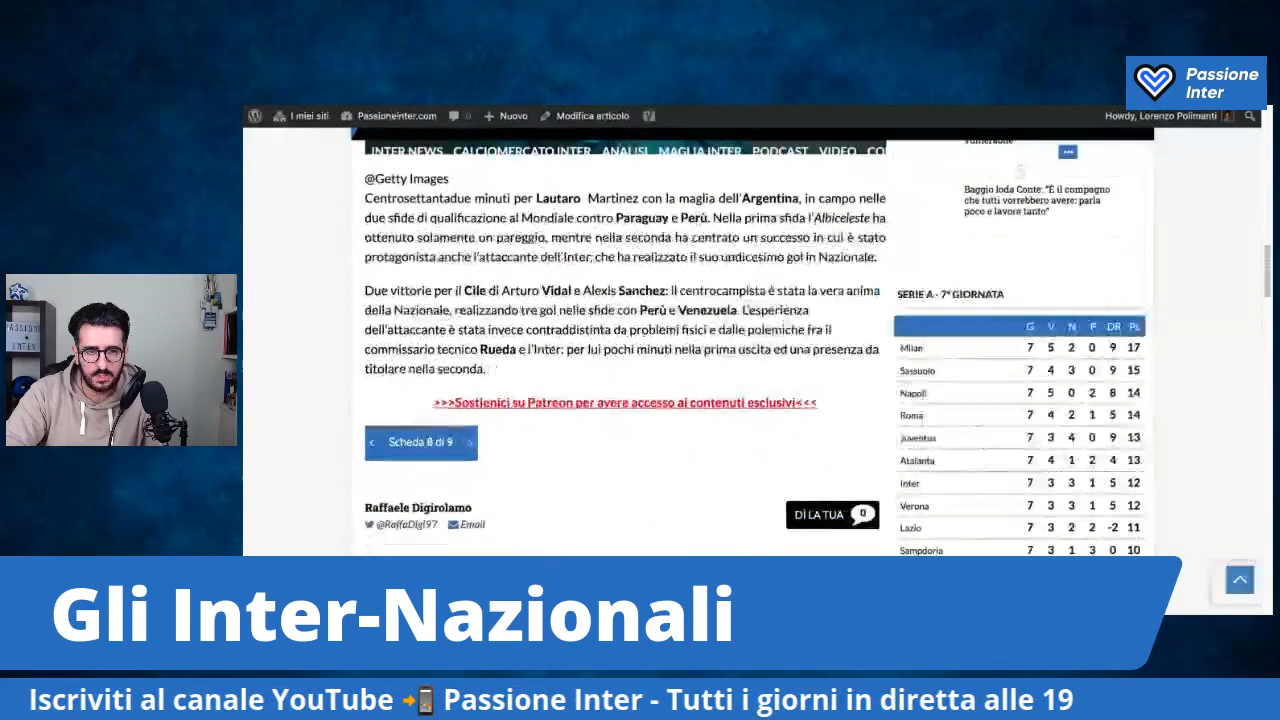 Passione
Inter
I miei siti
Passioneinter.com
0
Nuovo
Modifica articolo
Howdy, Lorenzo Polimanti
INTER NEWS CALCIOMERCATO INTER ANALISI MAGLIA INTER PODCAST VIDEO CO
@Getty Images
Centrosettantadue minuti per Lautaro Martinez con la maglia dell'Argentina, in campo nelle
due sfide di qualificazione al Mondiale contro Paraguay e Perù. Nella prima sfida l'Albiceleste ha
ottenuto solamente un pareggio, mentre nella seconda ha centrato un successo in cui è stato
protagonista anche l'attaccante dell'Inter, che ha realizzato il suo undicesimo gol in Nazionale.
Due vittorie per il Cile di Arturo Vidal e Alexis Sanchez: il centrocampista è stata la vera anima
della Nazionale, realizzando tre gol nelle sfide con Perù e Venezuela. L'esperienza
dell'attaccante è stata invece contraddistinta da problemi fisici e dalle polemiche fra il
commissario tecnico Rueda e l'Inter: per lui pochi minuti nella prima uscita ed una presenza da
titolare nella seconda.
>>>Sostienici su Patreon per avere accesso ai contenuti esclusivi<<<
‹ Scheda 8 di 9 ›
Raffaele Digirolamo
@RaffaDigi97 Email
DÌ LA TUA 0
5
Baggio loda Conte: "È il compagno
che tutti vorrebbero avere: parla
poco e lavora tanto"
SERIE A - 7ª GIORNATA
G V N P DR Pt.
Milan 7 5 2 0 9 17
Sassuolo 7 4 3 0 9 15
Napoli 7 5 0 2 8 14
Roma 7 4 2 1 5 14
Juventus 7 3 4 0 9 13
Atalanta 7 4 1 2 4 13
Inter 7 3 3 1 5 12
Verona 7 3 3 1 5 12
Lazio 7 3 2 2 -2 11
Sampdoria 7 3 1 3 0 10
PASSIONE
INTER
Gli Inter-Nazionali
Iscriviti al canale YouTube Passione Inter - Tutti i giorni in diretta alle 19